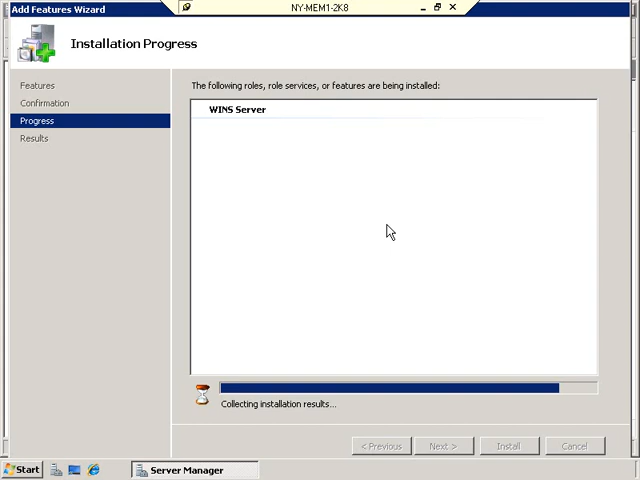 Add Features Wizard
NY-MEM1-2K8
Installation Progress
Features
Confirmation
Progress
Results
The following roles, role services, or features are being installed:
WINS Server
Collecting installation results...
< Previous
Next >
Install
Cancel
Start
Server Manager